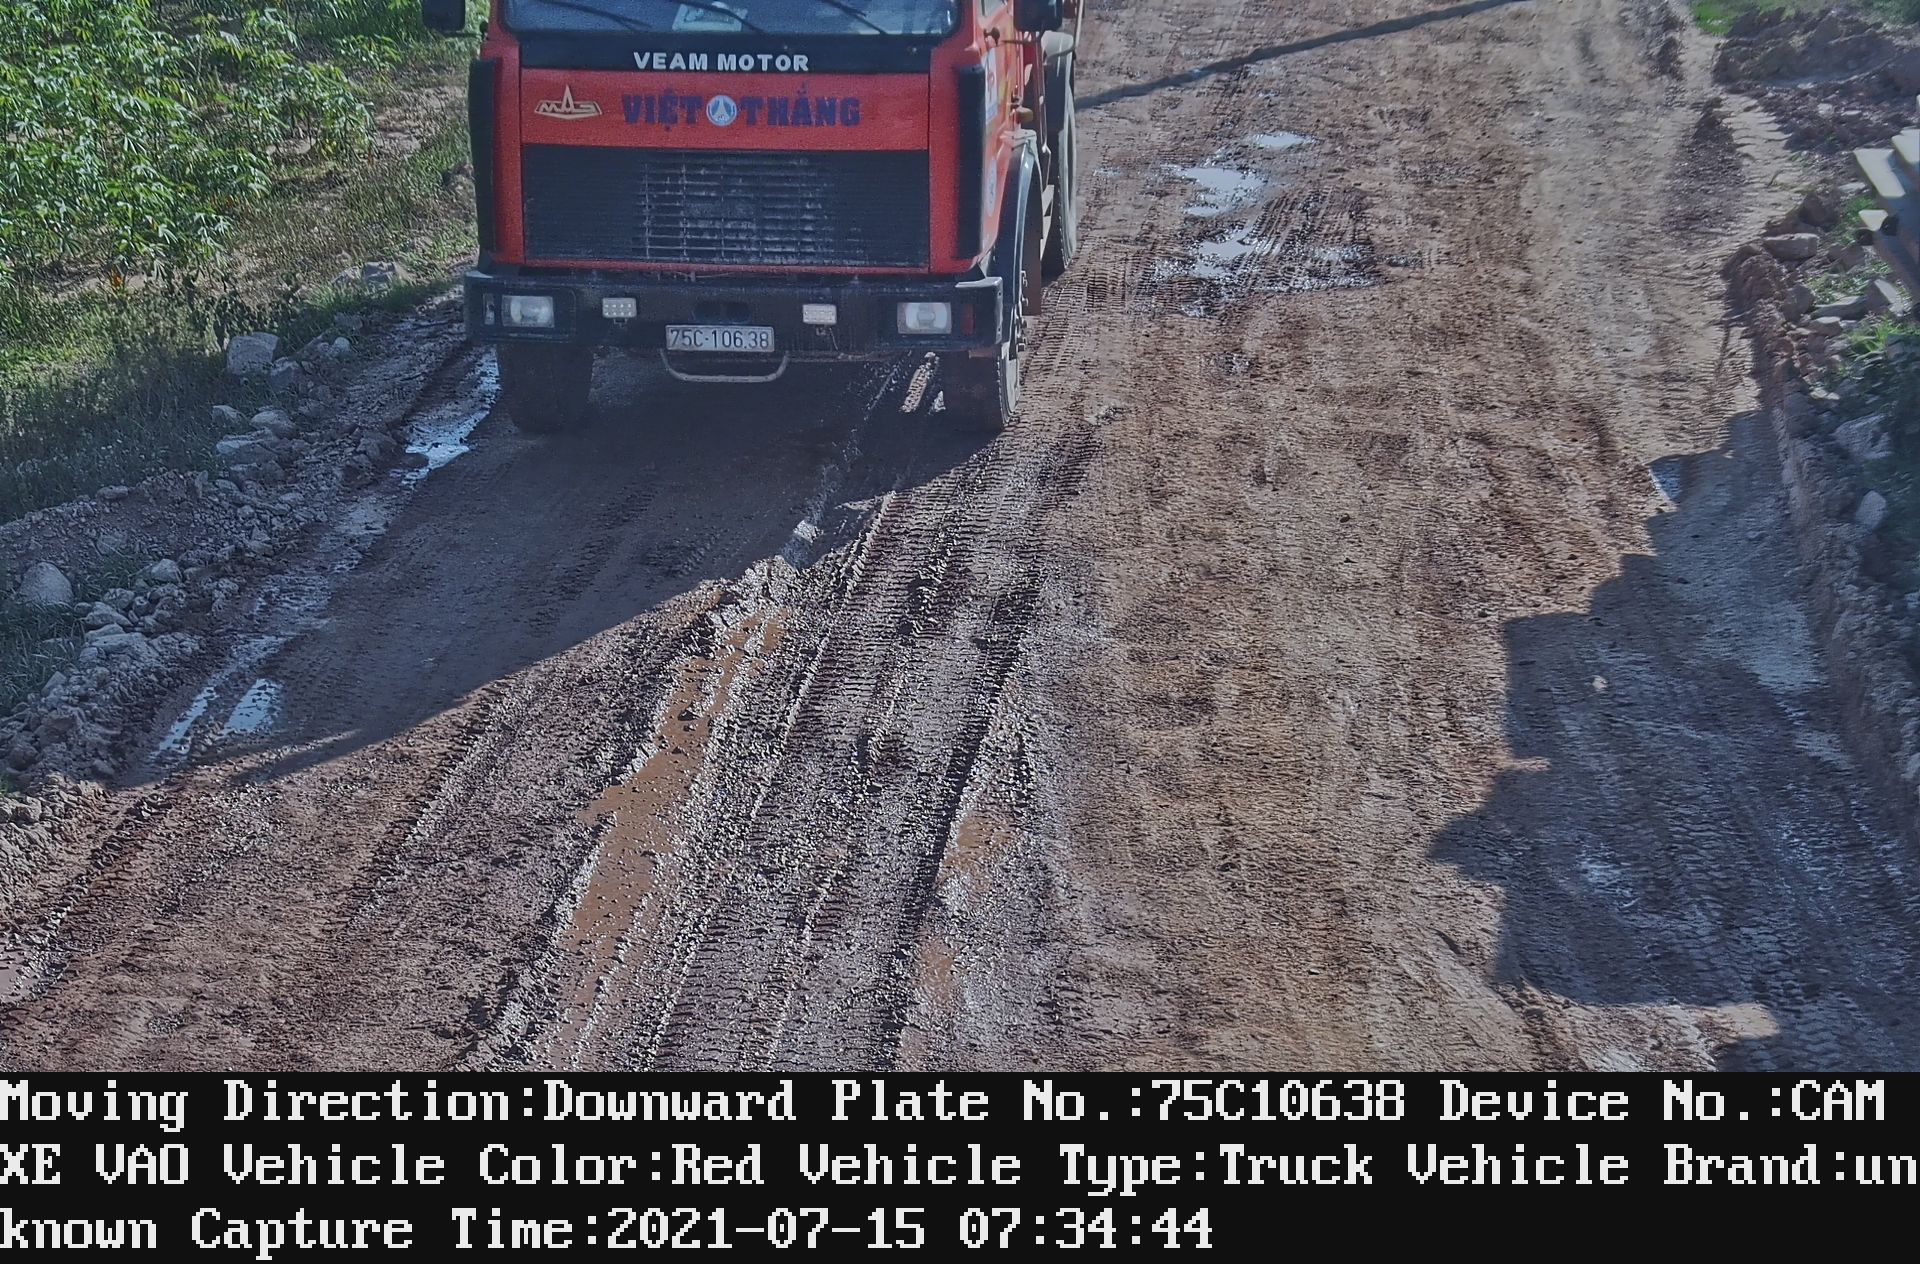 VEAM MOTOR
MAS
VIỆT THẮNG
75C-106.38
Moving Direction:Downward Plate No.:75C10638 Device No.:CAM
XE VAO Vehicle Color:Red Vehicle Type:Truck Vehicle Brand:un
known Capture Time:2021-07-15 07:34:44